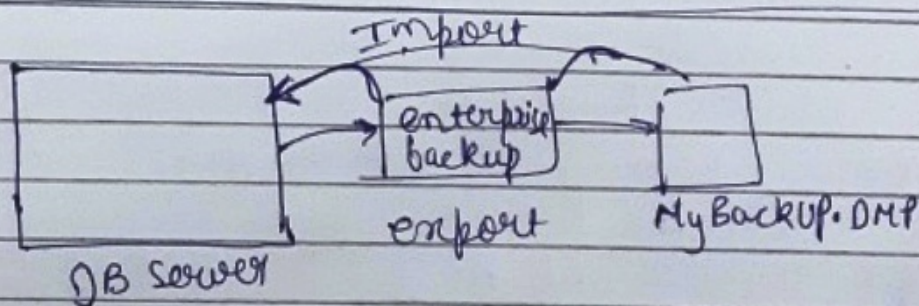 Import
enterprise
backup
export
MyBackUP.DMP
DB Server